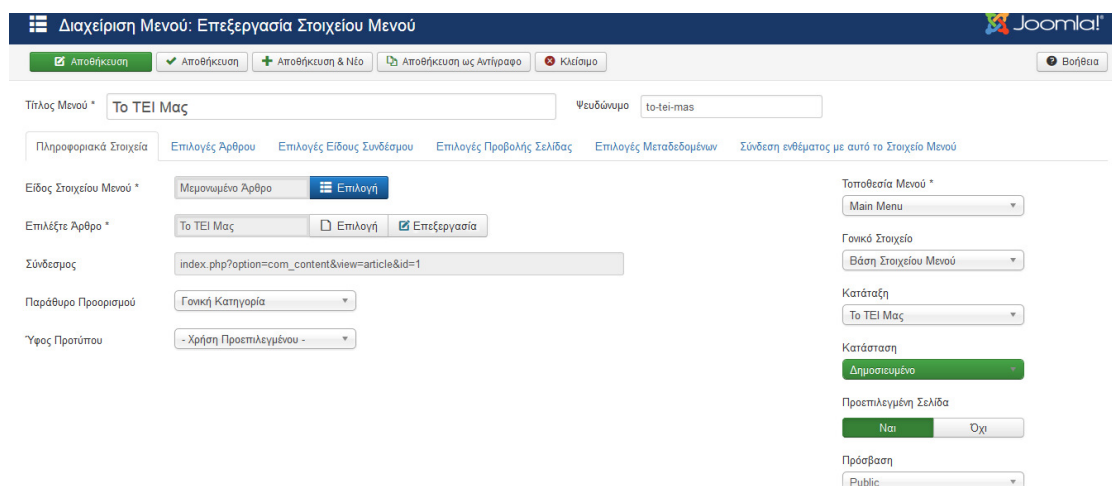 Διαχείριση Μενού: Επεξεργασία Στοιχείου Μενού Joomla!
Αποθήκευση Αποθήκευση Αποθήκευση & Νέο Αποθήκευση ως Αντίγραφο Κλείσιμο Βοήθεια
Τίτλος Μενού * Το ΤΕΙ Μας Ψευδώνυμο to-tei-mas
Πληροφοριακά Στοιχεία Επιλογές Άρθρου Επιλογές Είδους Συνδέσμου Επιλογές Προβολής Σελίδας Επιλογές Μεταδεδομένων Σύνδεση ενθέματος με αυτό το Στοιχείο Μενού
Είδος Στοιχείου Μενού * Μεμονωμένο Άρθρο Επιλογή
Επιλέξτε Άρθρο * Το ΤΕΙ Μας Επιλογή Επεξεργασία
Σύνδεσμος index.php?option=com_content&view=article&id=1
Παράθυρο Προορισμού Γονική Κατηγορία
Ύφος Προτύπου - Χρήση Προεπιλεγμένου -
Τοποθεσία Μενού *
Main Menu
Γονικό Στοιχείο
Βάση Στοιχείου Μενού
Κατάταξη
Το ΤΕΙ Μας
Κατάσταση
Δημοσιευμένο
Προεπιλεγμένη Σελίδα
Ναι Όχι
Πρόσβαση
Public